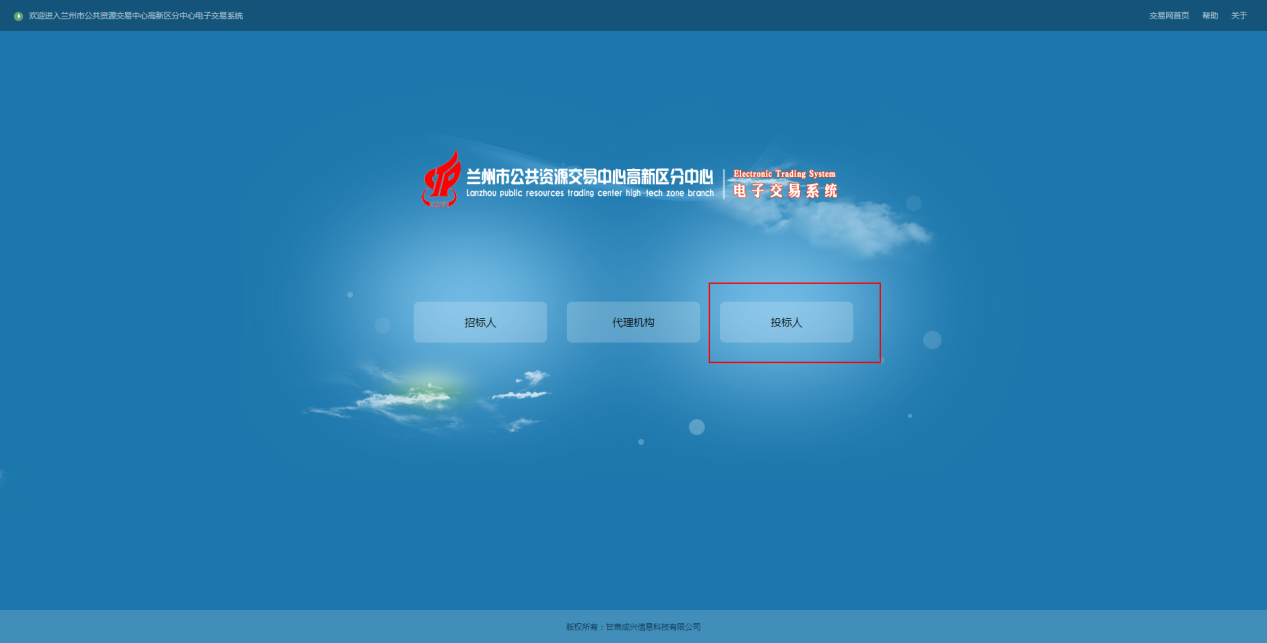 欢迎进入兰州市公共资源交易中心高新区分中心电子交易系统
交易网首页 帮助 关于
兰州市公共资源交易中心高新区分中心
Lanzhou public resources trading center high tech zone branch
Electronic Trading System
电子交易系统
招标人 代理机构 投标人
版权所有：甘肃成兴信息科技有限公司